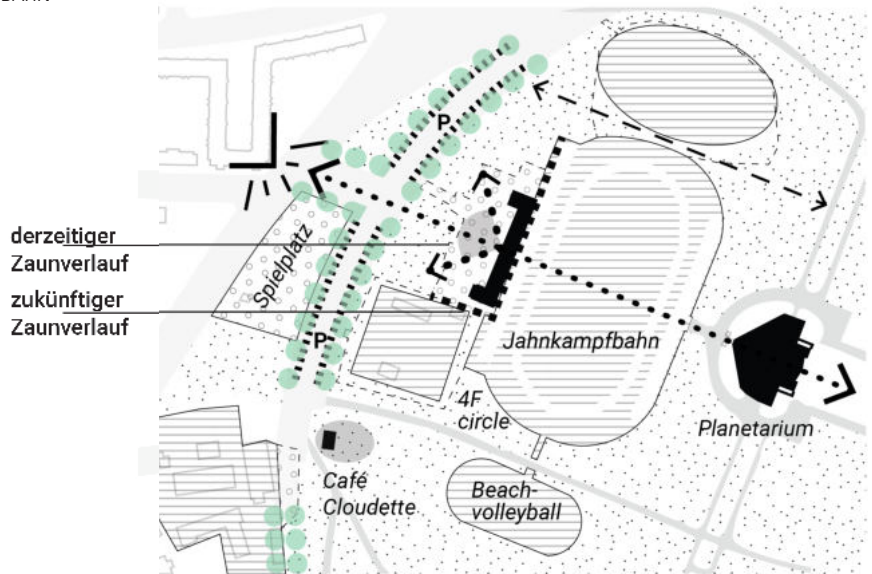 P
derzeitiger
Zaunverlauf
Spielplatz
zukünftiger
Zaunverlauf
P
Jahnkampfbahn
4F
circle
Planetarium
Café
Cloudette
Beach-
volleyball